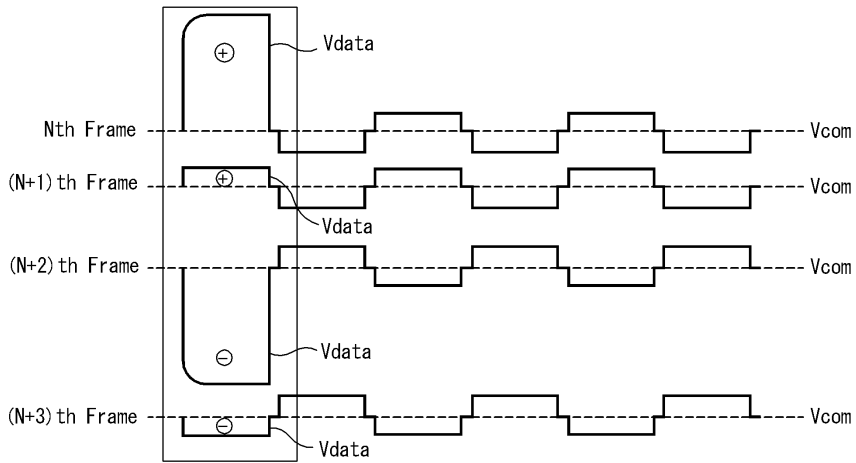 Vdata
⊕
Nth Frame Vcom
(N+1)th Frame ⊕ Vcom
Vdata
(N+2)th Frame Vcom
⊖ Vdata
(N+3)th Frame ⊖ Vcom
Vdata